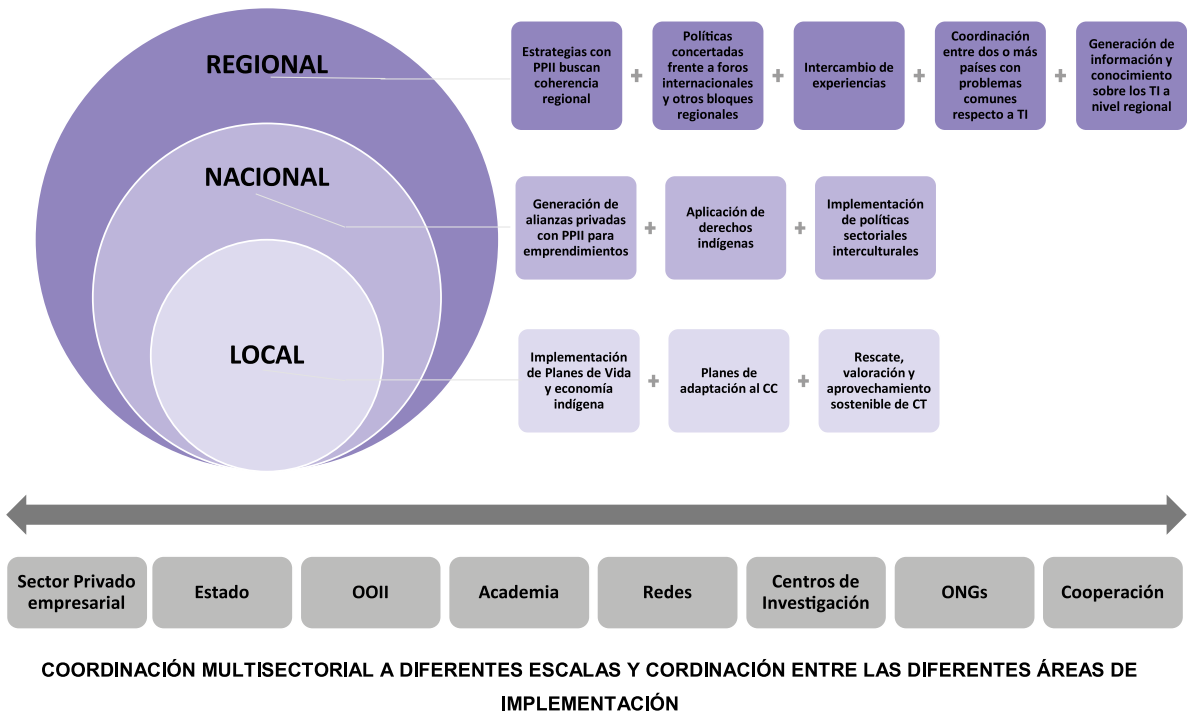 REGIONAL
Estrategias con
PPII buscan
coherencia
regional
+
Políticas
concertadas
frente a foros
internacionales
y otros bloques
regionales
+
Intercambio de
experiencias
+
Coordinación
entre dos o más
países con
problemas
comunes
respecto a TI
+
Generación de
información y
conocimiento
sobre los TI a
nivel regional
NACIONAL
Generación de
alianzas privadas
con PPII para
emprendimientos
+
Aplicación de
derechos
indígenas
+
Implementación
de políticas
sectoriales
interculturales
LOCAL
Implementación
de Planes de Vida
y economía
indígena
+
Planes de
adaptación al CC
+
Rescate,
valoración y
aprovechamiento
sostenible de CT
Sector Privado
empresarial
Estado
OOII
Academia
Redes
Centros de
Investigación
ONGs
Cooperación
COORDINACIÓN MULTISECTORIAL A DIFERENTES ESCALAS Y CORDINACIÓN ENTRE LAS DIFERENTES ÁREAS DE
IMPLEMENTACIÓN